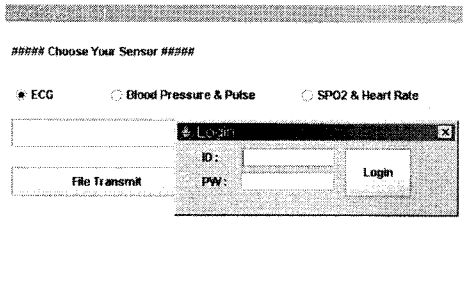 ##### Choose Your Sensor #####
ECG
Blood Pressure & Pulse
SPO2 & Heart Rate
Login
ID :
PW :
Login
File Transmit